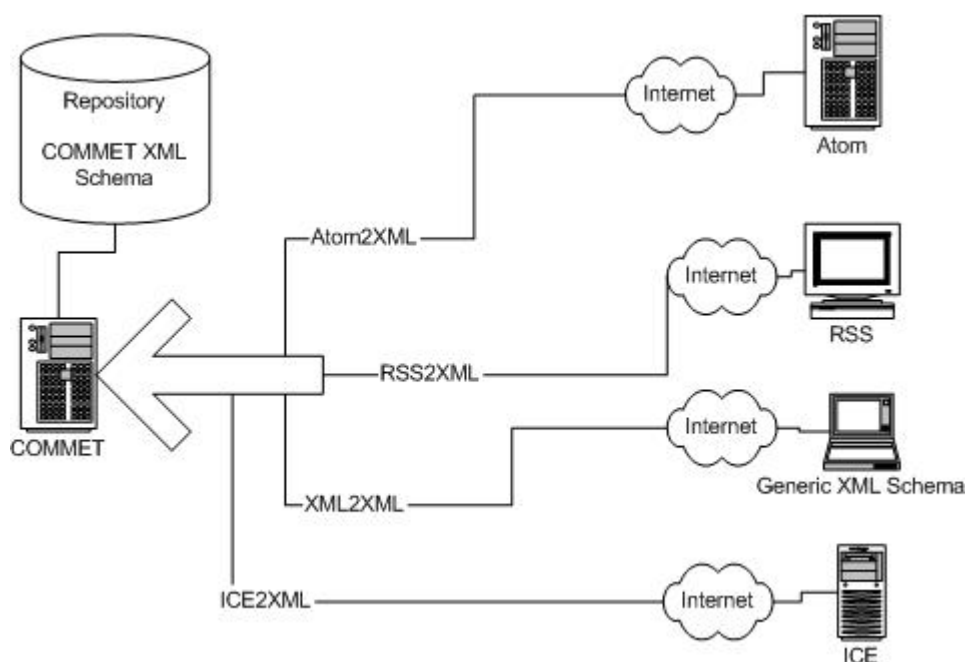 Repository
COMMET XML
Schema
Internet
Atom
Atom2XML
Internet
RSS
RSS2XML
COMMET
Internet
Generic XML Schema
XML2XML
Internet
ICE2XML
ICE